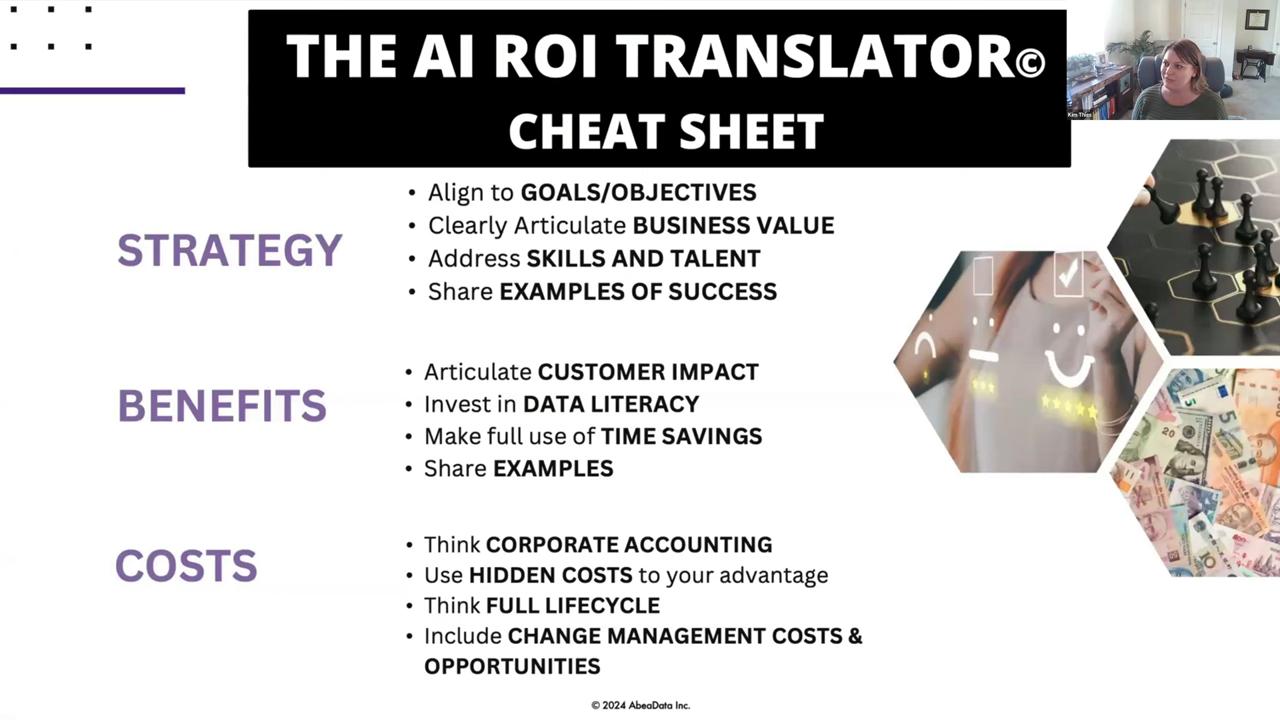 THE AI ROI TRANSLATOR©
CHEAT SHEET
Kim Thies
STRATEGY
• Align to GOALS/OBJECTIVES
• Clearly Articulate BUSINESS VALUE
• Address SKILLS AND TALENT
• Share EXAMPLES OF SUCCESS
BENEFITS
• Articulate CUSTOMER IMPACT
• Invest in DATA LITERACY
• Make full use of TIME SAVINGS
• Share EXAMPLES
COSTS
• Think CORPORATE ACCOUNTING
• Use HIDDEN COSTS to your advantage
• Think FULL LIFECYCLE
• Include CHANGE MANAGEMENT COSTS &
OPPORTUNITIES
© 2024 AbeaData Inc.